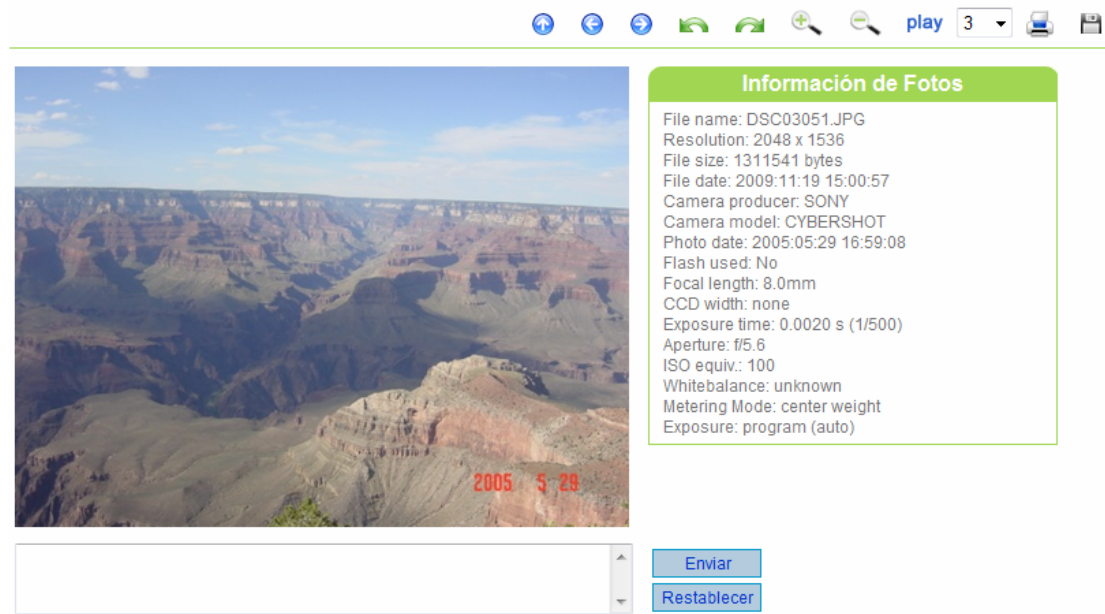 play 3
Información de Fotos
File name: DSC03051.JPG
Resolution: 2048 x 1536
File size: 1311541 bytes
File date: 2009:11:19 15:00:57
Camera producer: SONY
Camera model: CYBERSHOT
Photo date: 2005:05:29 16:59:08
Flash used: No
Focal length: 8.0mm
CCD width: none
Exposure time: 0.0020 s (1/500)
Aperture: f/5.6
ISO equiv.: 100
Whitebalance: unknown
Metering Mode: center weight
Exposure: program (auto)
2005 5 29
Enviar
Restablecer